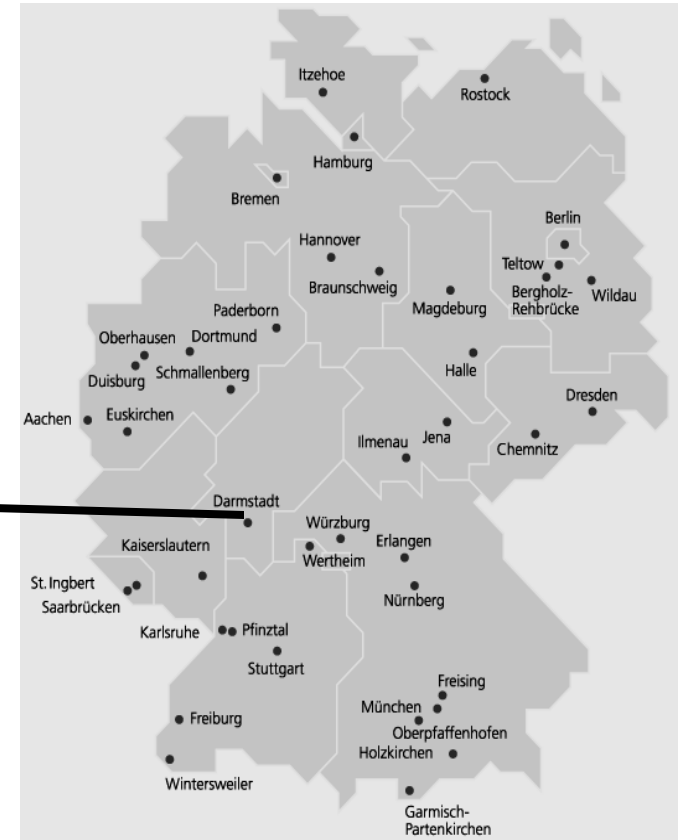 Itzehoe
Rostock
Hamburg
Bremen
Berlin
Hannover
Teltow
Braunschweig
Bergholz-
Rehbrücke
Wildau
Magdeburg
Paderborn
Oberhausen
Dortmund
Duisburg
Schmallenberg
Halle
Dresden
Aachen
Euskirchen
Ilmenau
Jena
Chemnitz
Darmstadt
Würzburg
Erlangen
Kaiserslautern
Wertheim
St. Ingbert
Saarbrücken
Nürnberg
Karlsruhe
Pfinztal
Stuttgart
Freising
München
Freiburg
Oberpfaffenhofen
Holzkirchen
Wintersweiler
Garmisch-
Partenkirchen